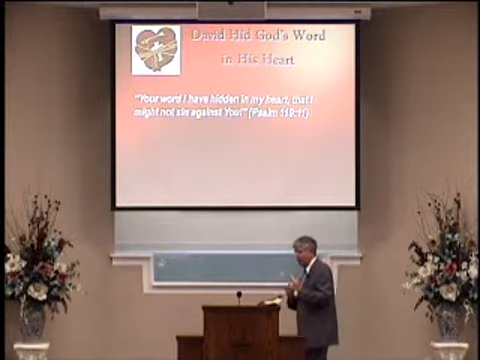 David Hid God's Word
in His Heart
"Your word I have hidden in my heart, that I
might not sin against You!" (Psalm 119:11)